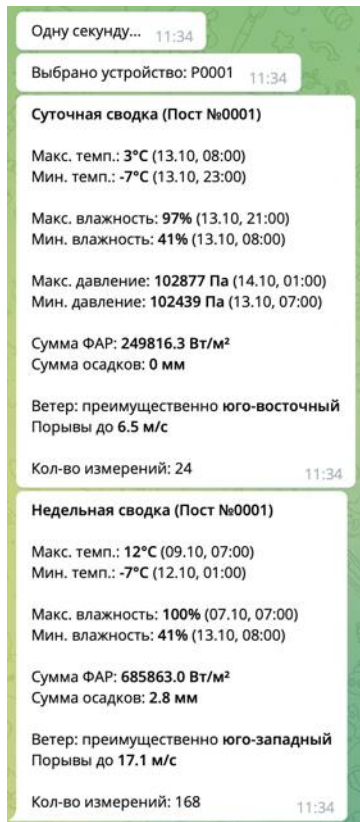 Одну секунду... 11:34
Выбрано устройство: P0001 11:34
Суточная сводка (Пост №0001)
Макс. темп.: 3°C (13.10, 08:00)
Мин. темп.: -7°C (13.10, 23:00)
Макс. влажность: 97% (13.10, 21:00)
Мин. влажность: 41% (13.10, 08:00)
Макс. давление: 102877 Па (14.10, 01:00)
Мин. давление: 102439 Па (13.10, 07:00)
Сумма ФАР: 249816.3 Вт/м²
Сумма осадков: 0 мм
Ветер: преимущественно юго-восточный
Порывы до 6.5 м/с
Кол-во измерений: 24 11:34
Недельная сводка (Пост №0001)
Макс. темп.: 12°C (09.10, 07:00)
Мин. темп.: -7°C (12.10, 01:00)
Макс. влажность: 100% (07.10, 07:00)
Мин. влажность: 41% (13.10, 08:00)
Сумма ФАР: 685863.0 Вт/м²
Сумма осадков: 2.8 мм
Ветер: преимущественно юго-западный
Порывы до 17.1 м/с
Кол-во измерений: 168 11:34